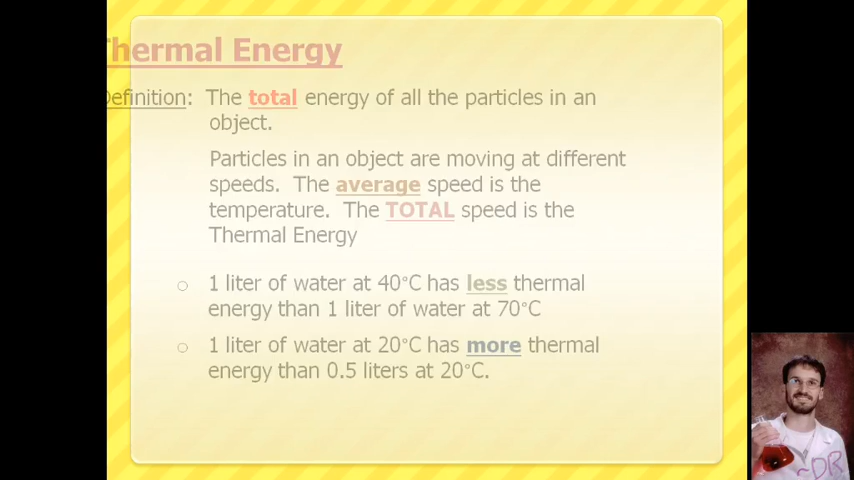 Thermal Energy
Definition: The total energy of all the particles in an
object.
Particles in an object are moving at different
speeds. The average speed is the
temperature. The TOTAL speed is the
Thermal Energy
○ 1 liter of water at 40°C has less thermal
energy than 1 liter of water at 70°C
○ 1 liter of water at 20°C has more thermal
energy than 0.5 liters at 20°C.
~DR